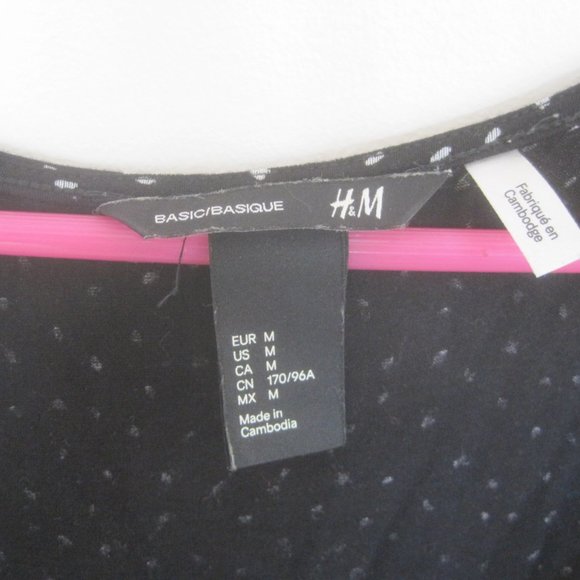 BASIC/BASIQUE H&M
Fabriqué en
Cambodge
EUR M
US M
CA M
CN 170/96A
MX M
Made in
Cambodia